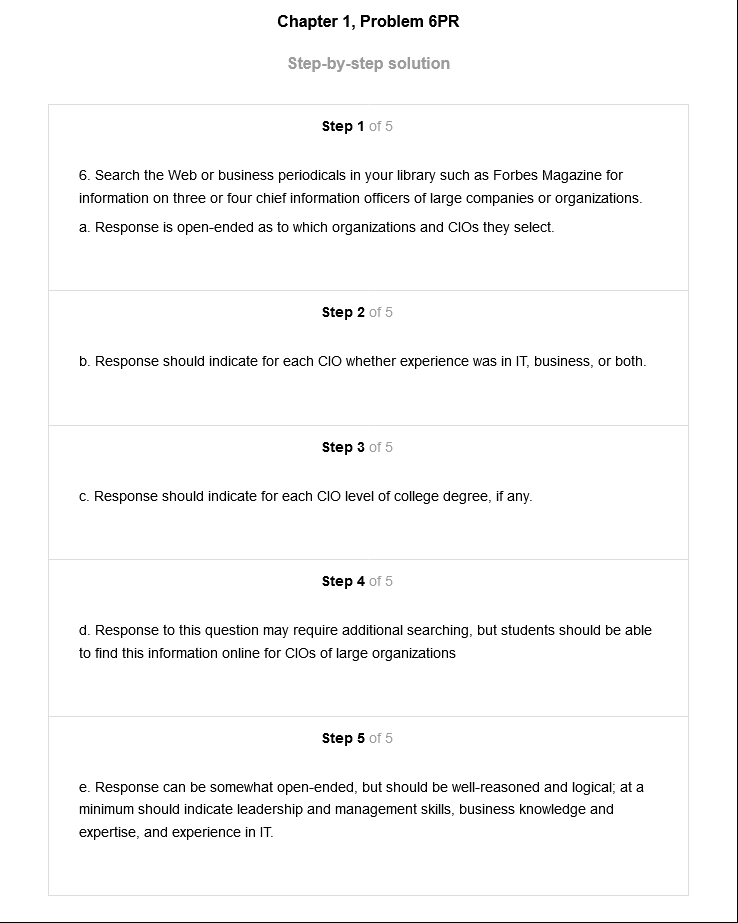 Chapter 1, Problem 6PR
Step-by-step solution
Step 1 of 5
6. Search the Web or business periodicals in your library such as Forbes Magazine for
information on three or four chief information officers of large companies or organizations.
a. Response is open-ended as to which organizations and CIOs they select.
Step 2 of 5
b. Response should indicate for each CIO whether experience was in IT, business, or both.
Step 3 of 5
c. Response should indicate for each CIO level of college degree, if any.
Step 4 of 5
d. Response to this question may require additional searching, but students should be able
to find this information online for CIOs of large organizations
Step 5 of 5
e. Response can be somewhat open-ended, but should be well-reasoned and logical; at a
minimum should indicate leadership and management skills, business knowledge and
expertise, and experience in IT.